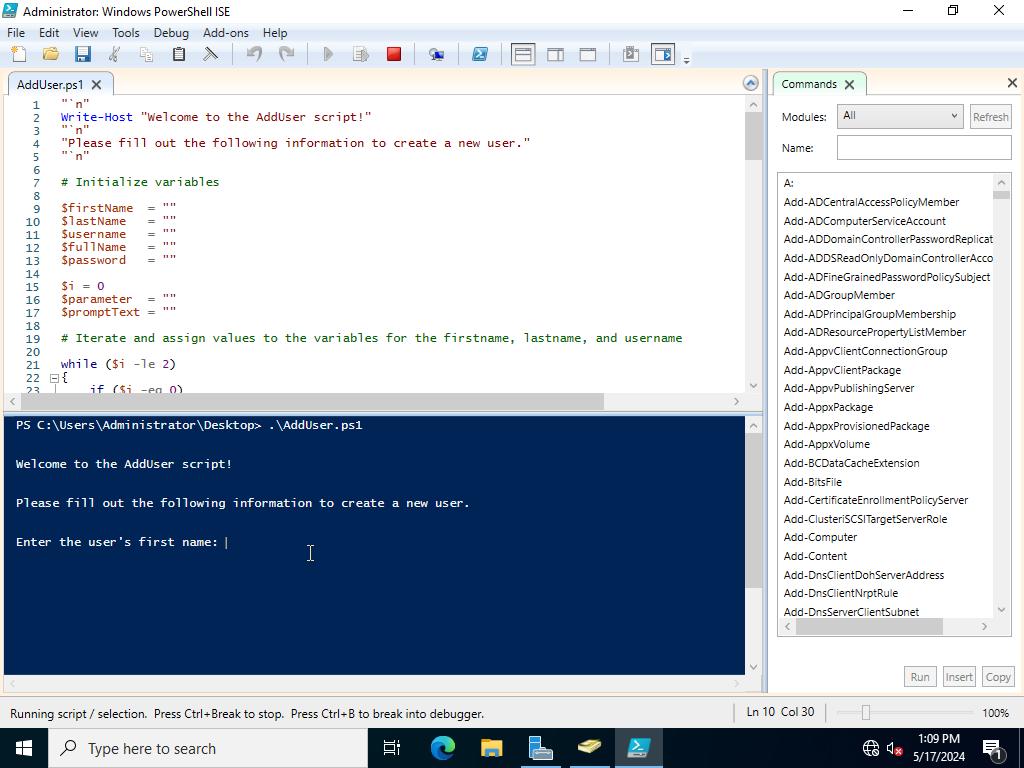 Administrator: Windows PowerShell ISE
File Edit View Tools Debug Add-ons Help
AddUser.ps1
1 "`n"
2 Write-Host "Welcome to the AddUser script!"
3 "`n"
4 "Please fill out the following information to create a new user."
5 "`n"
6
7 # Initialize variables
8
9 $firstName = ""
10 $lastName = ""
11 $username = ""
12 $fullName = ""
13 $password = ""
14
15 $i = 0
16 $parameter = ""
17 $promptText = ""
18
19 # Iterate and assign values to the variables for the firstname, lastname, and username
20
21 while ($i -le 2)
22 {
23 if ($i -eq 0)
PS C:\Users\Administrator\Desktop> .\AddUser.ps1
Welcome to the AddUser script!
Please fill out the following information to create a new user.
Enter the user's first name:
Commands
Modules: All Refresh
Name:
A:
Add-ADCentralAccessPolicyMember
Add-ADComputerServiceAccount
Add-ADDomainControllerPasswordReplicat
Add-ADDSReadOnlyDomainControllerAcco
Add-ADFineGrainedPasswordPolicySubject
Add-ADGroupMember
Add-ADPrincipalGroupMembership
Add-ADResourcePropertyListMember
Add-AppvClientConnectionGroup
Add-AppvClientPackage
Add-AppvPublishingServer
Add-AppxPackage
Add-AppxProvisionedPackage
Add-AppxVolume
Add-BCDataCacheExtension
Add-BitsFile
Add-CertificateEnrollmentPolicyServer
Add-ClusteriSCSITargetServerRole
Add-Computer
Add-Content
Add-DnsClientDohServerAddress
Add-DnsClientNrptRule
Add-DnsServerClientSubnet
Run Insert Copy
Running script / selection. Press Ctrl+Break to stop. Press Ctrl+B to break into debugger.
Ln 10 Col 30
100%
Type here to search
1:09 PM
5/17/2024
1